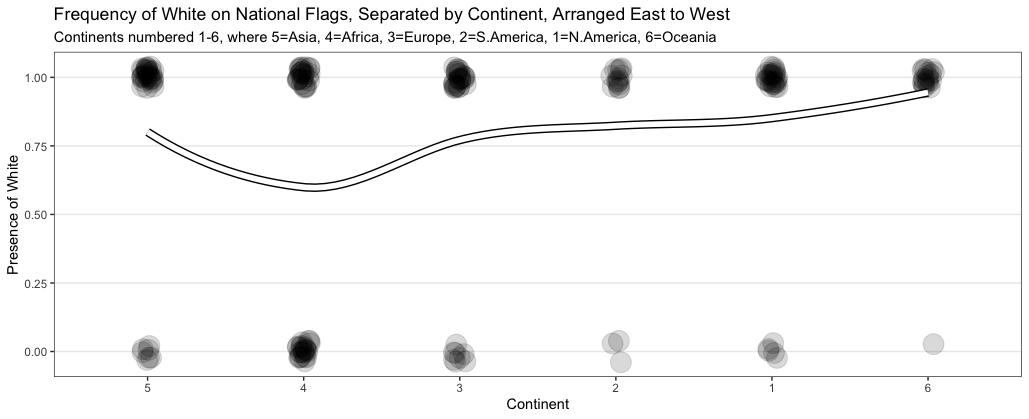 Frequency of White on National Flags, Separated by Continent, Arranged East to West
Continents numbered 1-6, where 5=Asia, 4=Africa, 3=Europe, 2=S.America, 1=N.America, 6=Oceania
Presence of White
1.00
0.75
0.50
0.25
0.00
5 4 3 2 1 6
Continent